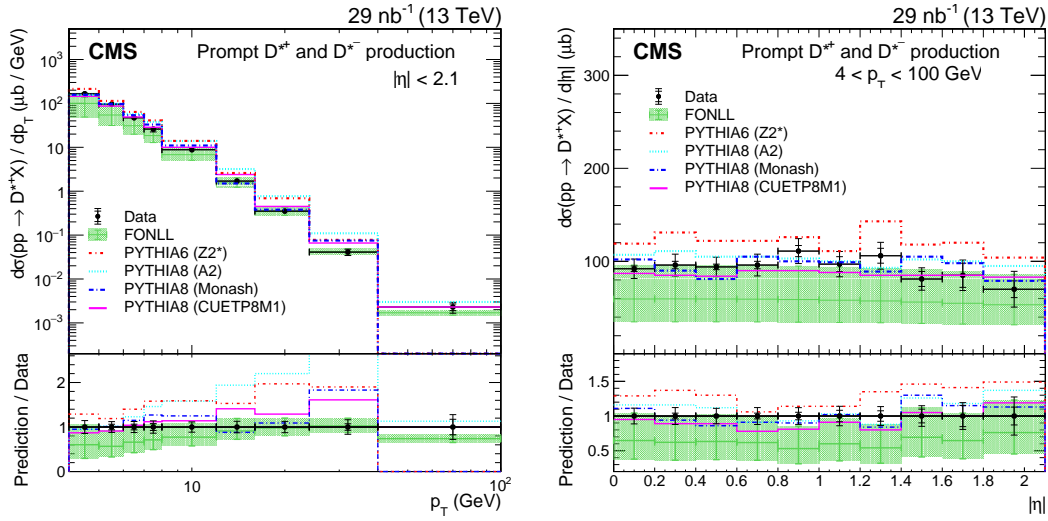 29 nb⁻¹ (13 TeV)
CMS
Prompt D*⁺ and D*⁻ production
|η| < 2.1
dσ(pp → D*⁺X) / dp_T (μb / GeV)
10³
10²
10
1
10⁻¹
10⁻²
10⁻³
Data
FONLL
PYTHIA6 (Z2*)
PYTHIA8 (A2)
PYTHIA8 (Monash)
PYTHIA8 (CUETP8M1)
Prediction / Data
2
1
0
10
10²
p_T (GeV)
29 nb⁻¹ (13 TeV)
CMS
Prompt D*⁺ and D*⁻ production
4 < p_T < 100 GeV
dσ(pp → D*⁺X) / d|η| (μb)
340
260
180
100
20
Data
FONLL
PYTHIA6 (Z2*)
PYTHIA8 (A2)
PYTHIA8 (Monash)
PYTHIA8 (CUETP8M1)
Prediction / Data
1.5
1.0
0.5
0 0.2 0.4 0.6 0.8 1 1.2 1.4 1.6 1.8 2
|η|